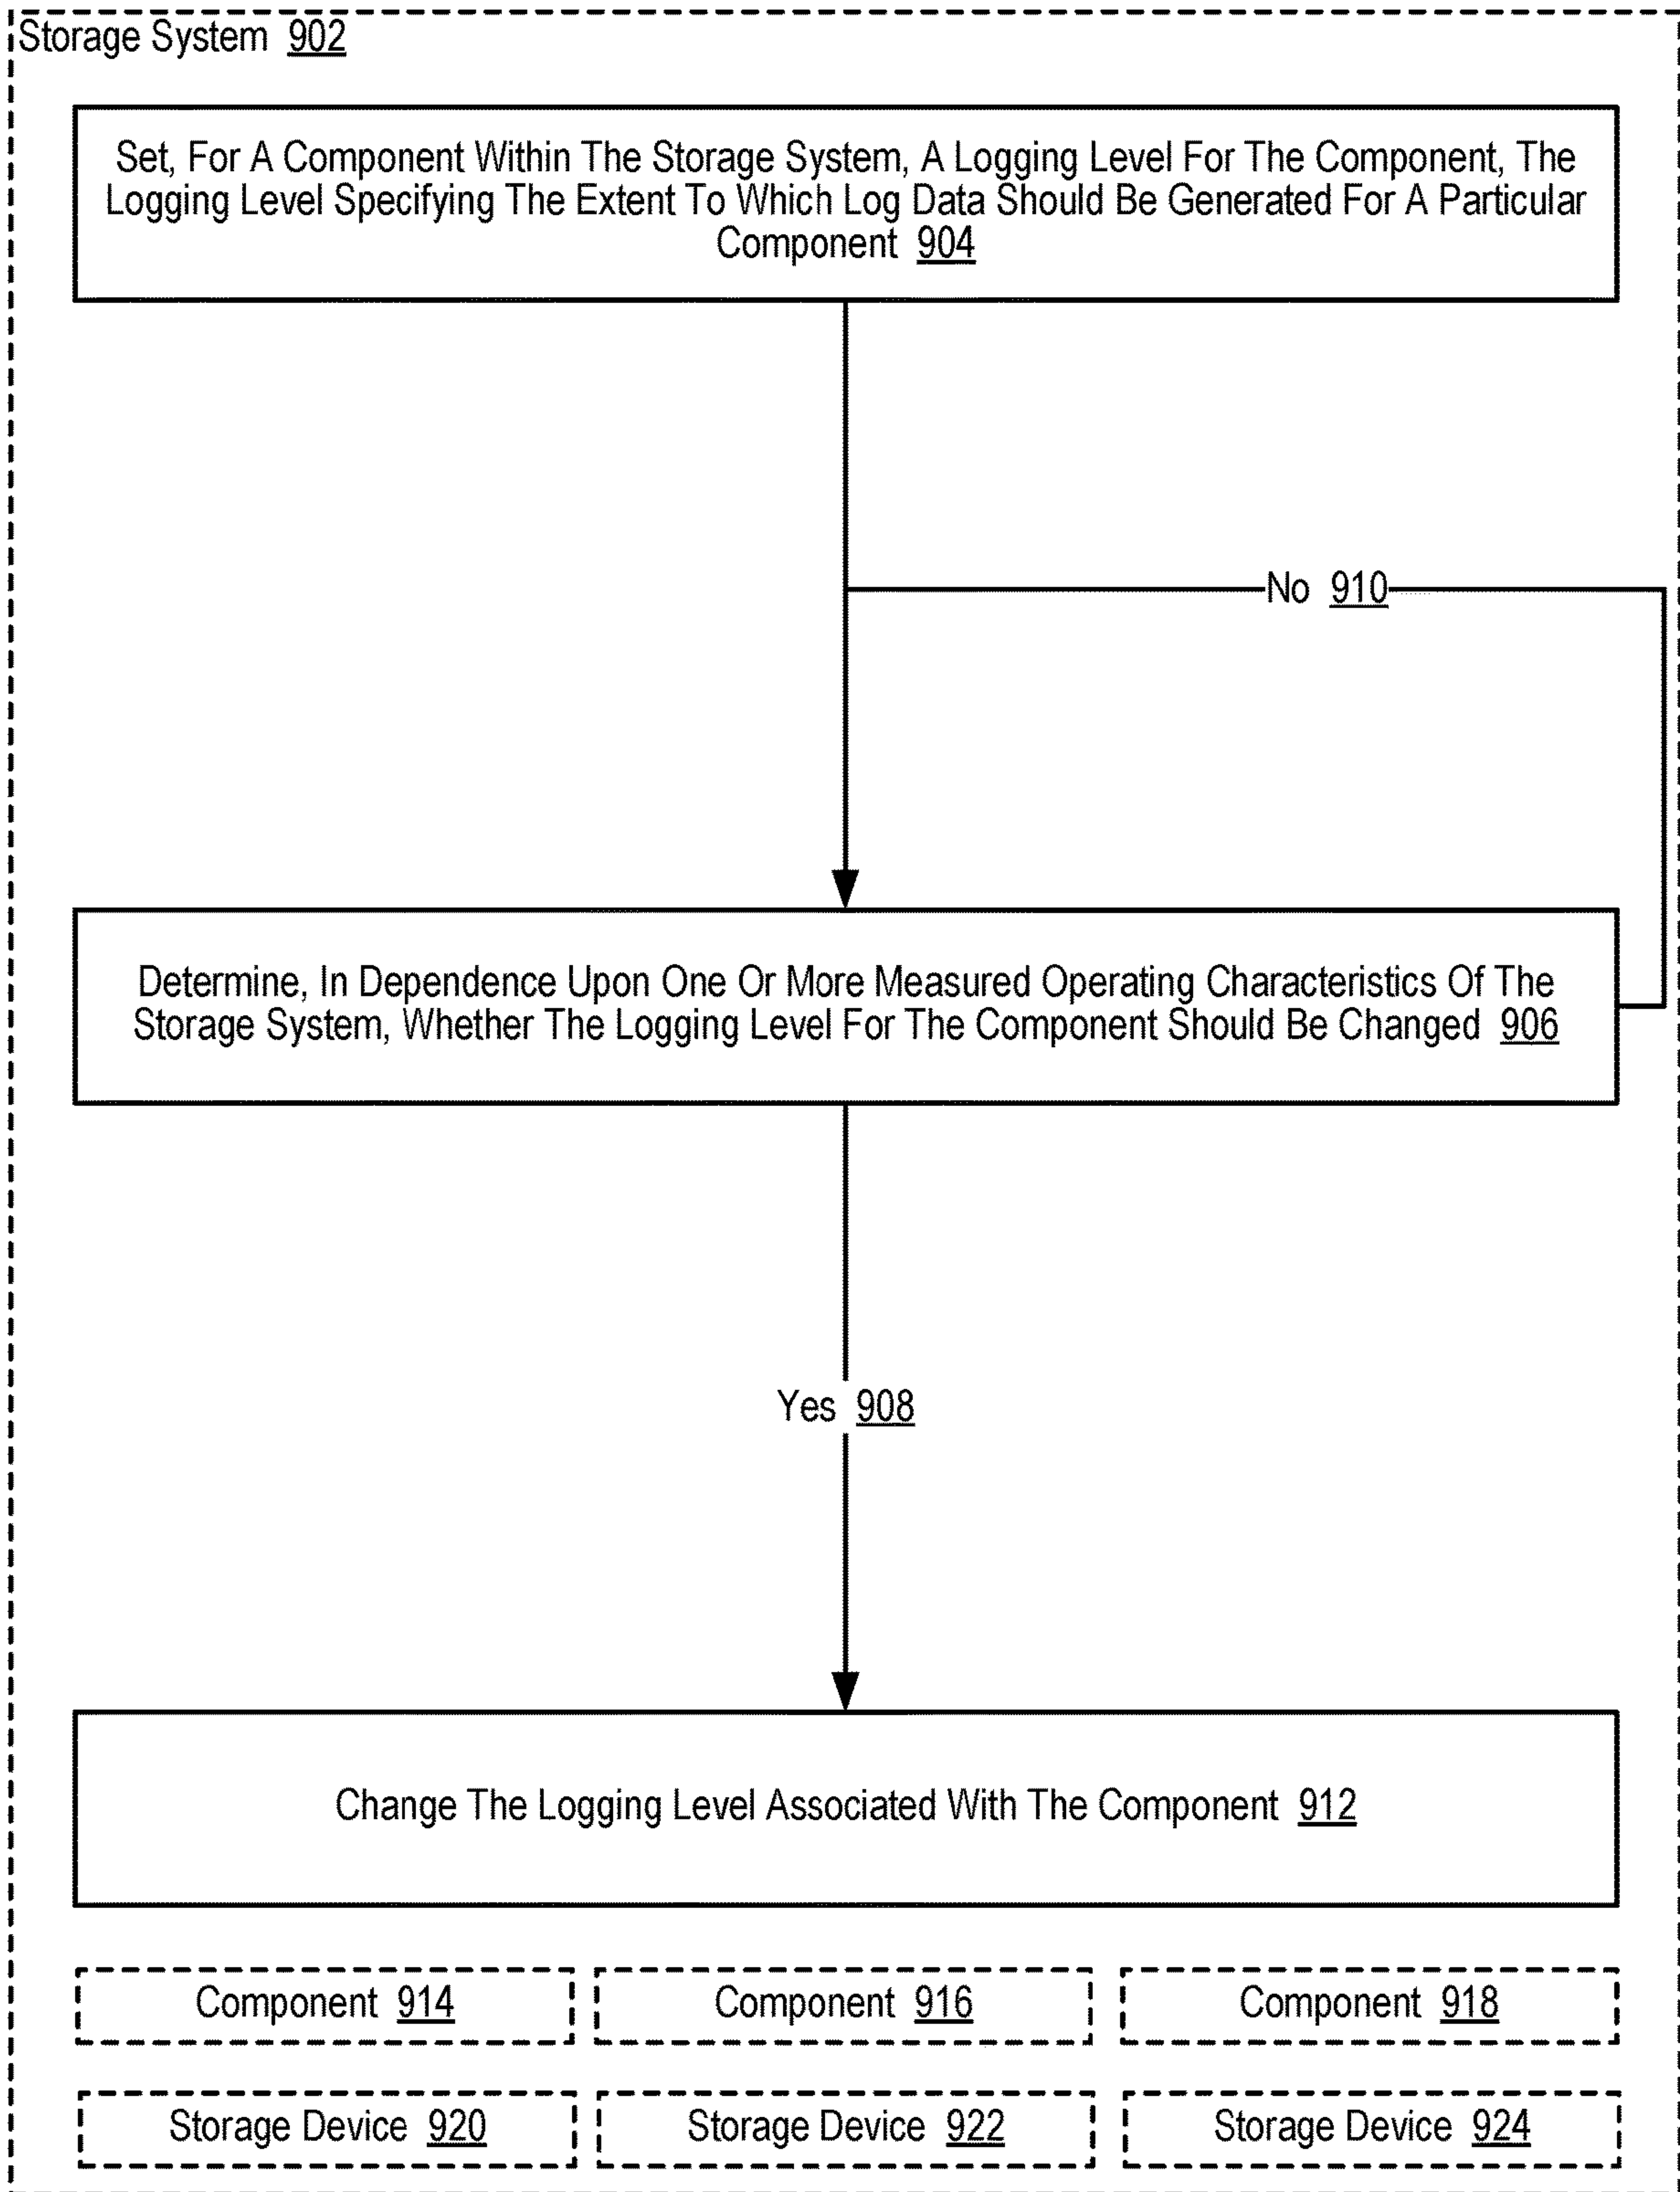 Storage System 902
Set, For A Component Within The Storage System, A Logging Level For The Component, The
Logging Level Specifying The Extent To Which Log Data Should Be Generated For A Particular
Component 904
No 910
Determine, In Dependence Upon One Or More Measured Operating Characteristics Of The
Storage System, Whether The Logging Level For The Component Should Be Changed 906
Yes 908
Change The Logging Level Associated With The Component 912
Component 914
Component 916
Component 918
Storage Device 920
Storage Device 922
Storage Device 924